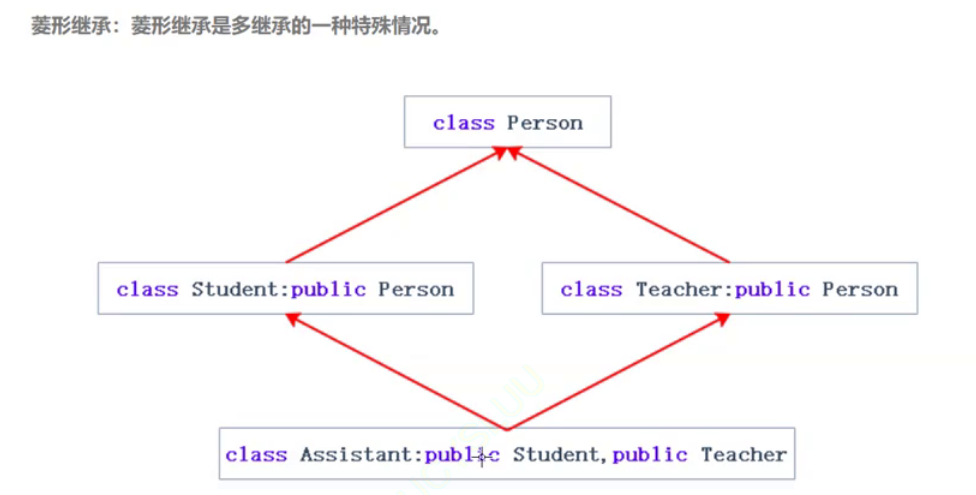 菱形继承：菱形继承是多继承的一种特殊情况。
class Person
class Student:public Person
class Teacher:public Person
class Assistant:public Student,public Teacher